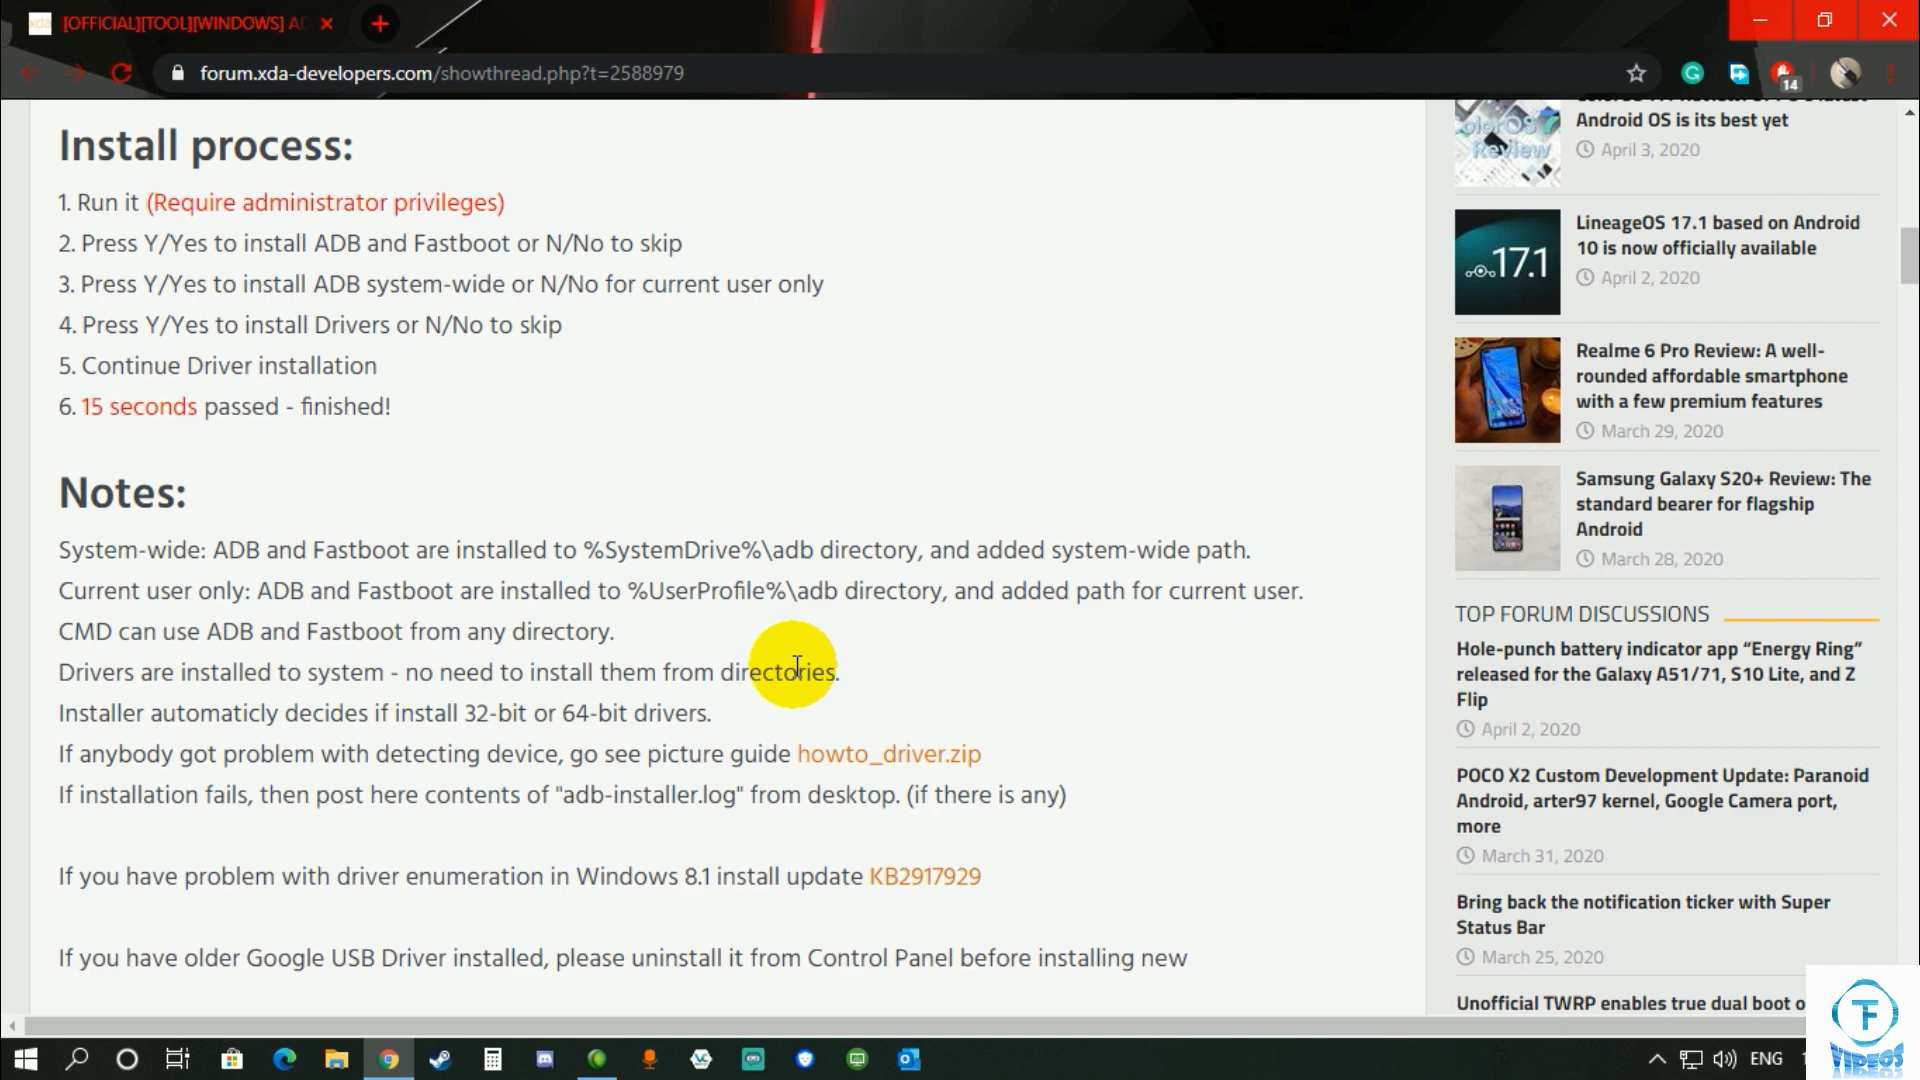 [OFFICIAL][TOOL][WINDOWS] AD
forum.xda-developers.com/showthread.php?t=2588979
14
Install process:
1. Run it (Require administrator privileges)
2. Press Y/Yes to install ADB and Fastboot or N/No to skip
3. Press Y/Yes to install ADB system-wide or N/No for current user only
4. Press Y/Yes to install Drivers or N/No to skip
5. Continue Driver installation
6. 15 seconds passed - finished!
Notes:
System-wide: ADB and Fastboot are installed to %SystemDrive%\adb directory, and added system-wide path.
Current user only: ADB and Fastboot are installed to %UserProfile%\adb directory, and added path for current user.
CMD can use ADB and Fastboot from any directory.
Drivers are installed to system - no need to install them from directories.
Installer automaticly decides if install 32-bit or 64-bit drivers.
If anybody got problem with detecting device, go see picture guide howto_driver.zip
If installation fails, then post here contents of "adb-installer.log" from desktop. (if there is any)
If you have problem with driver enumeration in Windows 8.1 install update KB2917929
If you have older Google USB Driver installed, please uninstall it from Control Panel before installing new
Android OS is its best yet
April 3, 2020
17.1
LineageOS 17.1 based on Android
10 is now officially available
April 2, 2020
Realme 6 Pro Review: A well-
rounded affordable smartphone
with a few premium features
March 29, 2020
Samsung Galaxy S20+ Review: The
standard bearer for flagship
Android
March 28, 2020
TOP FORUM DISCUSSIONS
Hole-punch battery indicator app “Energy Ring”
released for the Galaxy A51/71, S10 Lite, and Z
Flip
April 2, 2020
POCO X2 Custom Development Update: Paranoid
Android, arter97 kernel, Google Camera port,
more
March 31, 2020
Bring back the notification ticker with Super
Status Bar
March 25, 2020
Unofficial TWRP enables true dual boot o
ENG
TF
VIDEOS